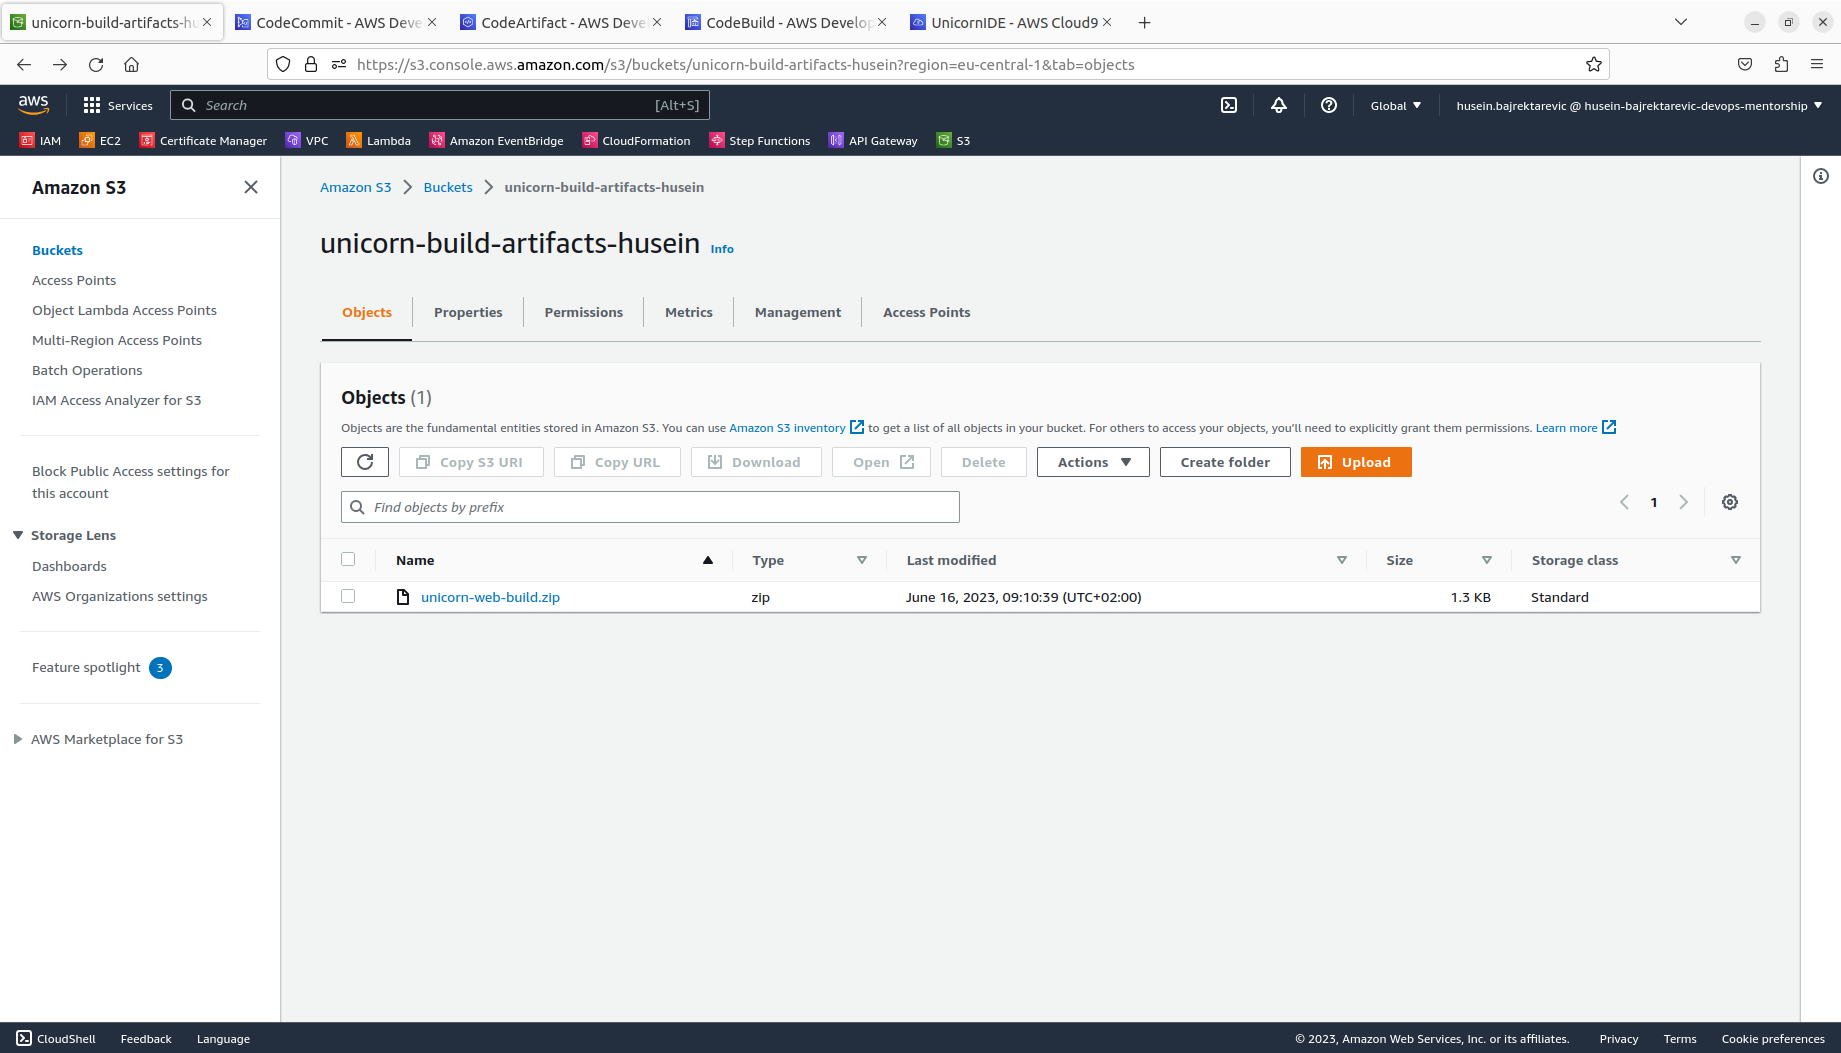 unicorn-build-artifacts-hu
CodeCommit - AWS Deve
CodeArtifact - AWS Deve
CodeBuild - AWS Develop
UnicornIDE - AWS Cloud9
https://s3.console.aws.amazon.com/s3/buckets/unicorn-build-artifacts-husein?region=eu-central-1&tab=objects
aws Services Search [Alt+S] Global husein.bajrektarevic @ husein-bajrektarevic-devops-mentorship
IAM EC2 Certificate Manager VPC Lambda Amazon EventBridge CloudFormation Step Functions API Gateway S3
Amazon S3
Buckets
Access Points
Object Lambda Access Points
Multi-Region Access Points
Batch Operations
IAM Access Analyzer for S3
Block Public Access settings for
this account
Storage Lens
Dashboards
AWS Organizations settings
Feature spotlight 3
AWS Marketplace for S3
Amazon S3 Buckets unicorn-build-artifacts-husein
unicorn-build-artifacts-husein Info
Objects Properties Permissions Metrics Management Access Points
Objects (1)
Objects are the fundamental entities stored in Amazon S3. You can use Amazon S3 inventory to get a list of all objects in your bucket. For others to access your objects, you'll need to explicitly grant them permissions. Learn more
Copy S3 URI Copy URL Download Open Delete Actions Create folder Upload
Find objects by prefix 1
Name Type Last modified Size Storage class
unicorn-web-build.zip zip June 16, 2023, 09:10:39 (UTC+02:00) 1.3 KB Standard
CloudShell Feedback Language © 2023, Amazon Web Services, Inc. or its affiliates. Privacy Terms Cookie preferences